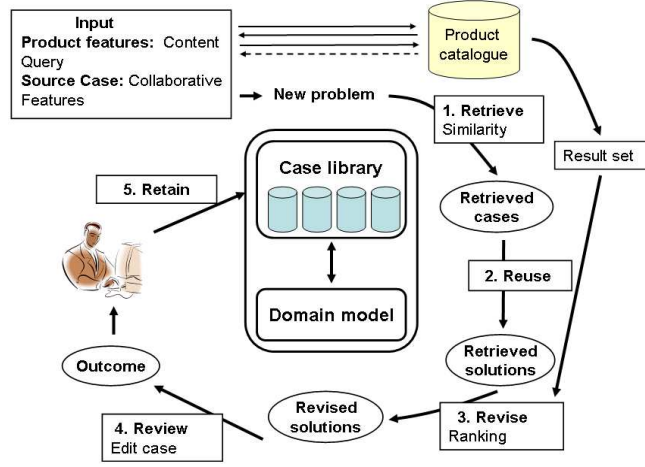 Input
Product features: Content
Query
Source Case: Collaborative
Features
Product
catalogue
New problem
1. Retrieve
Similarity
Result set
Case library
5. Retain
Retrieved
cases
2. Reuse
Domain model
Retrieved
solutions
Outcome
Revised
solutions
3. Revise
Ranking
4. Review
Edit case